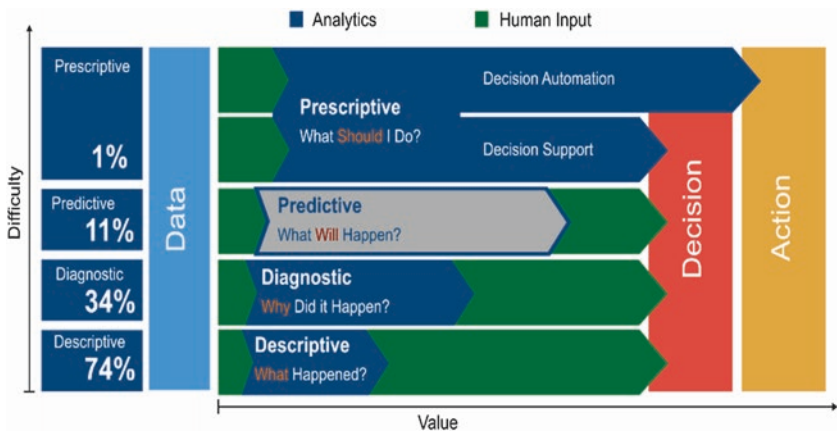 Analytics
Human Input
Difficulty
Prescriptive
1%
Predictive
11%
Diagnostic
34%
Descriptive
74%
Data
Prescriptive
What Should I Do?
Decision Automation
Decision Support
Predictive
What Will Happen?
Diagnostic
Why Did it Happen?
Descriptive
What Happened?
Decision
Action
Value